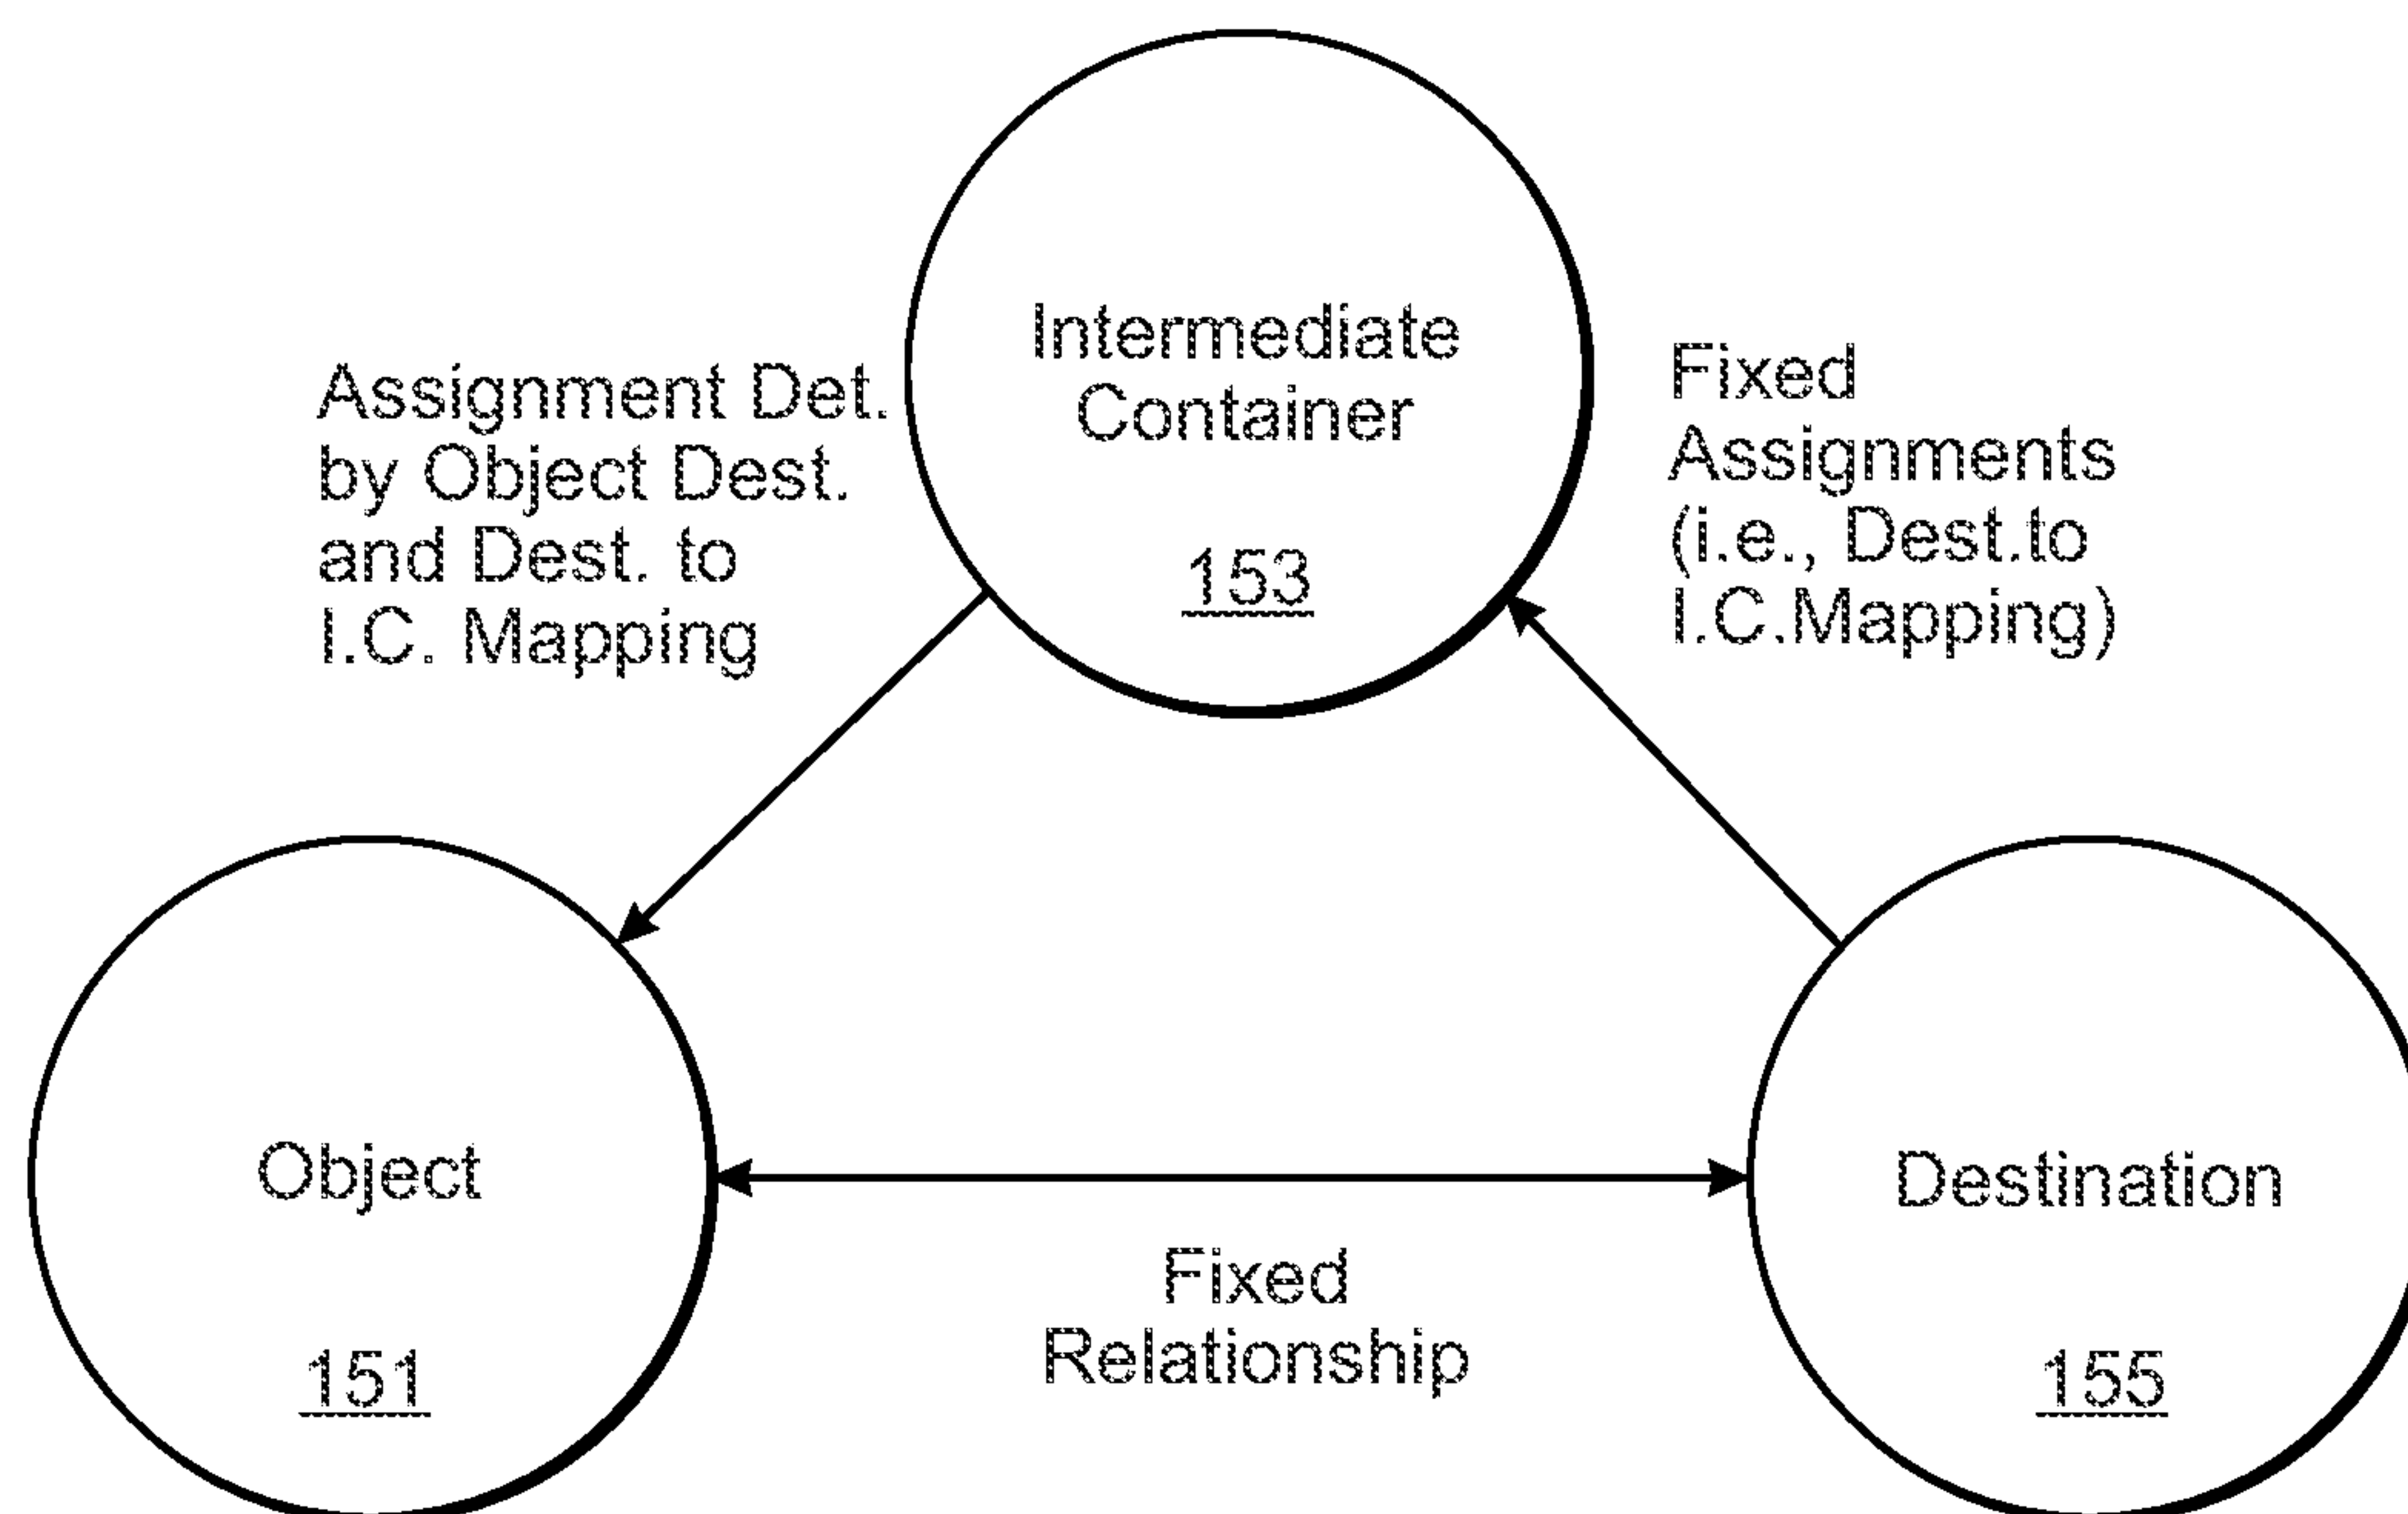 Intermediate
Container
153
Assignment Det.
by Object Dest.
and Dest. to
I.C. Mapping
Fixed
Assignments
(i.e., Dest.to
I.C.Mapping)
Object
151
Fixed
Relationship
Destination
155